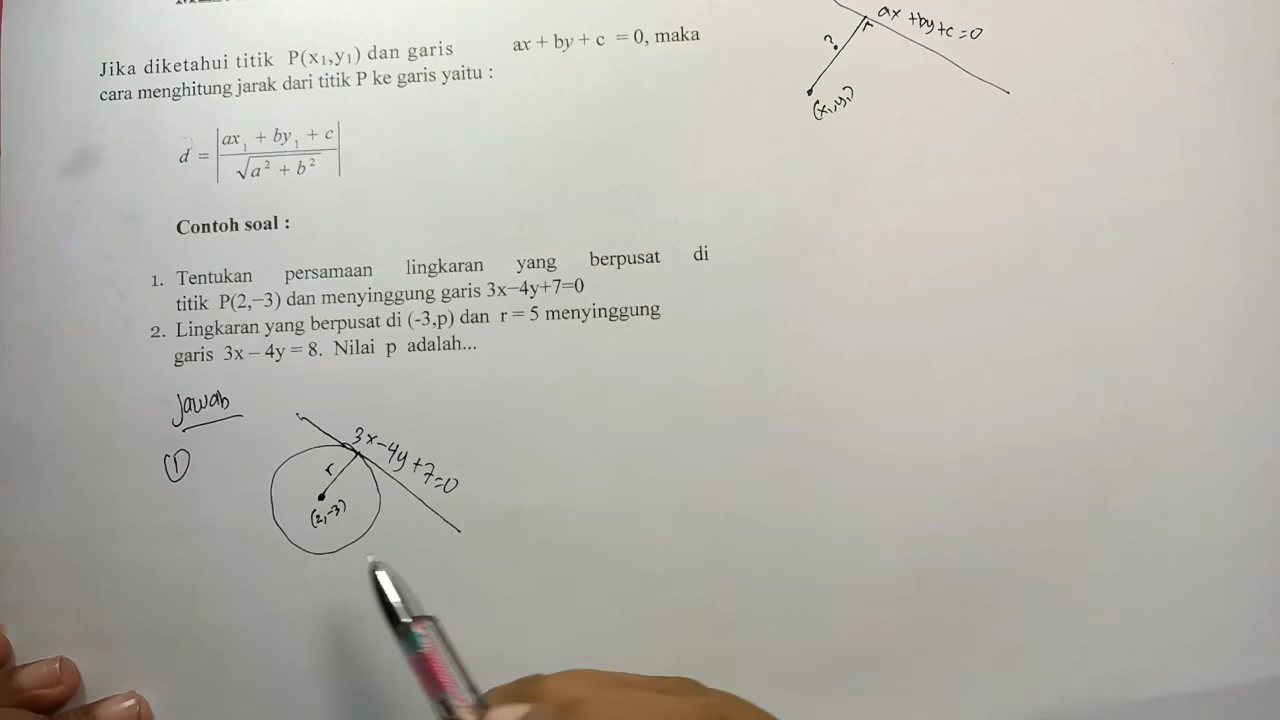 Jika diketahui titik P(x₁,y₁) dan garis ax + by + c = 0, maka
cara menghitung jarak dari titik P ke garis yaitu :
d = |(ax₁ + by₁ + c)/√(a² + b²)|
Contoh soal :
1. Tentukan persamaan lingkaran yang berpusat di
titik P(2,−3) dan menyinggung garis 3x−4y+7=0
2. Lingkaran yang berpusat di (-3,p) dan r = 5 menyinggung
garis 3x – 4y = 8. Nilai p adalah...
ax + by + c = 0
?
(x₁,y₁)
Jawab
①
3x-4y+7=0
r
(2,-3)